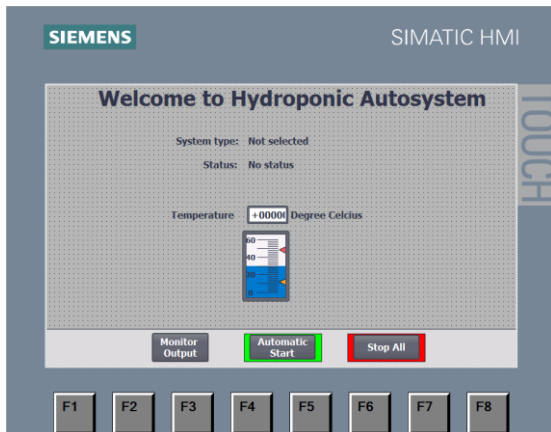 SIEMENS
SIMATIC HMI
TOUCH
Welcome to Hydroponic Autosystem
System type: Not selected
Status: No status
Temperature +0000 Degree Celcius
60
40
20
0
Monitor
Output
Automatic
Start
Stop All
F1 F2 F3 F4 F5 F6 F7 F8